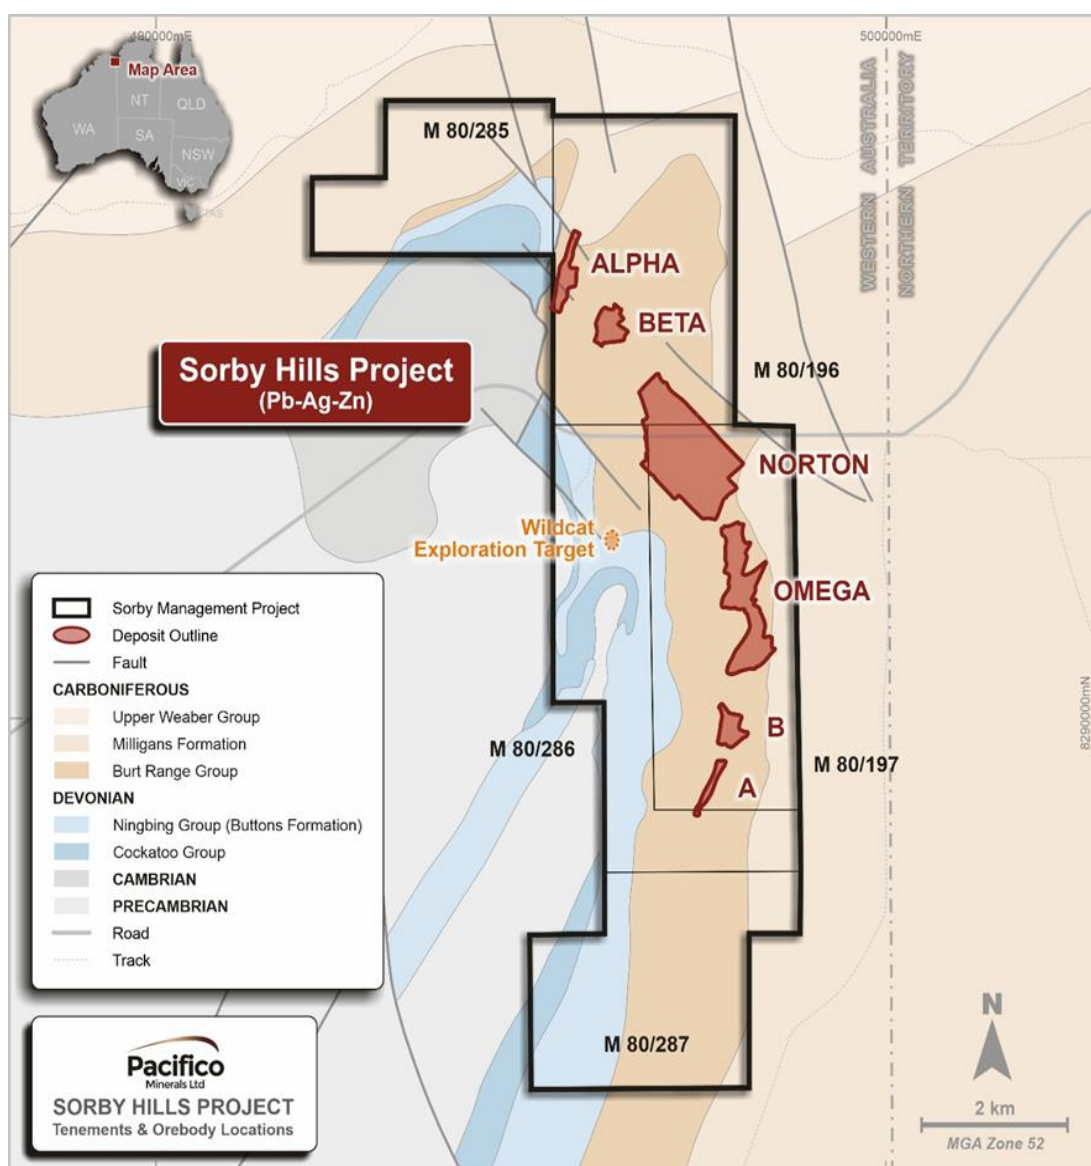 480000mE
500000mE
Map Area
NT
QLD
WA
SA
NSW
VIC
TAS
WESTERN AUSTRALIA
NORTHERN TERRITORY
M 80/285
ALPHA
BETA
Sorby Hills Project
(Pb-Ag-Zn)
M 80/196
NORTON
Wildcat
Exploration Target
OMEGA
B
M 80/286
M 80/197
A
8290000mN
M 80/287
Sorby Management Project
Deposit Outline
Fault
CARBONIFEROUS
Upper Weaber Group
Milligans Formation
Burt Range Group
DEVONIAN
Ningbing Group (Buttons Formation)
Cockatoo Group
CAMBRIAN
PRECAMBRIAN
Road
Track
Pacifico
Minerals Ltd
SORBY HILLS PROJECT
Tenements & Orebody Locations
N
2 km
MGA Zone 52